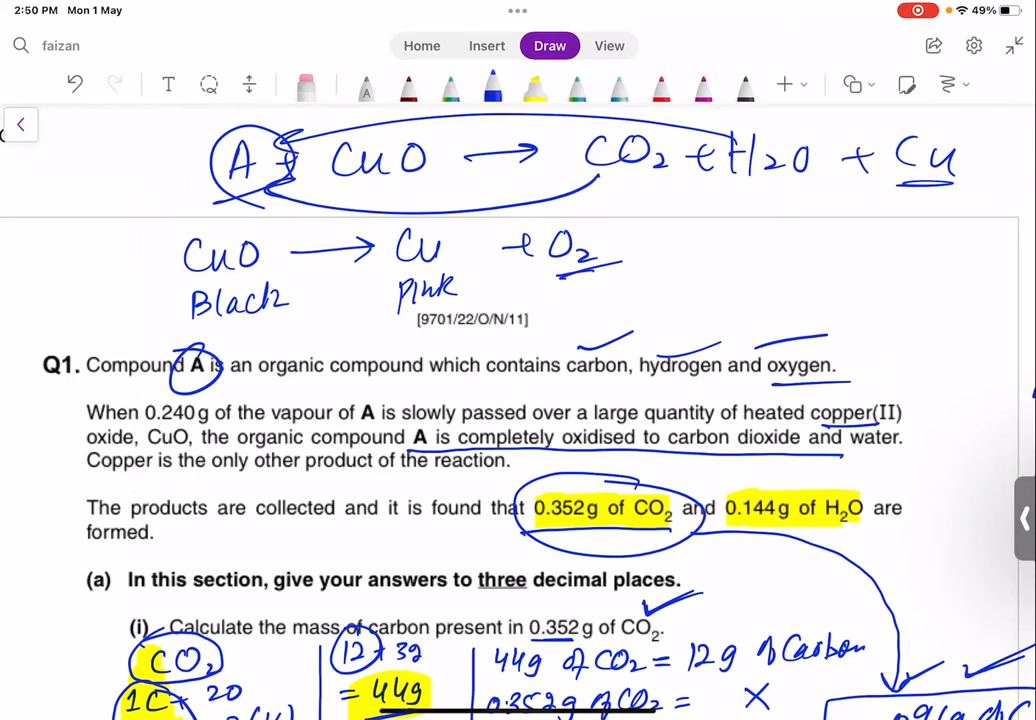 2:50 PM Mon 1 May
49%
faizan
Home Insert Draw View
A + CuO → CO2 + H2O + Cu
CuO → Cu + O2
Black Pink
[9701/22/O/N/11]
Q1. Compound A is an organic compound which contains carbon, hydrogen and oxygen.
When 0.240 g of the vapour of A is slowly passed over a large quantity of heated copper(II)
oxide, CuO, the organic compound A is completely oxidised to carbon dioxide and water.
Copper is the only other product of the reaction.
The products are collected and it is found that 0.352 g of CO2 and 0.144 g of H2O are
formed.
(a) In this section, give your answers to three decimal places.
(i) Calculate the mass of carbon present in 0.352 g of CO2.
CO2 12 + 32 44g of CO2 = 12g of Carbon
1C + 2O = 44g 0.352g of CO2 = X